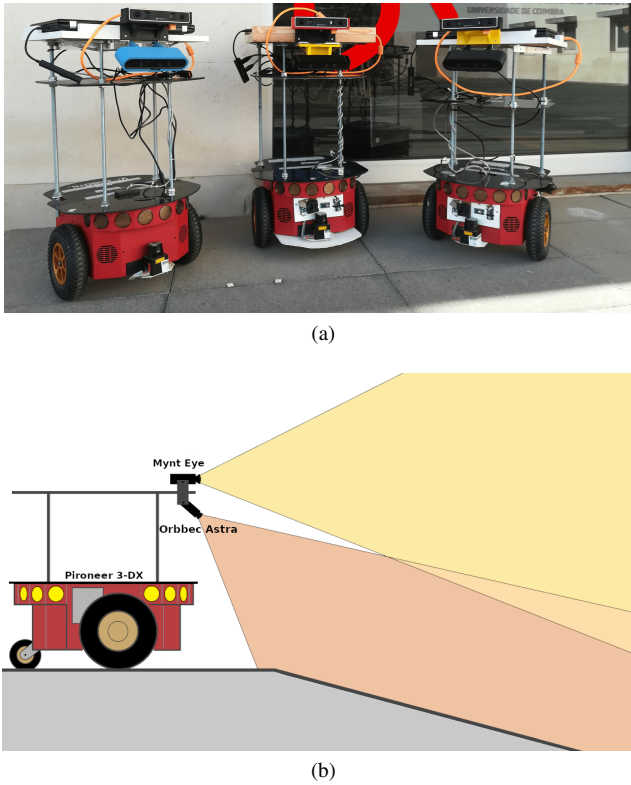 UNIVERSIDADE DE COIMBRA
(a)
Mynt Eye
Orbbec Astra
Pironeer 3-DX
(b)